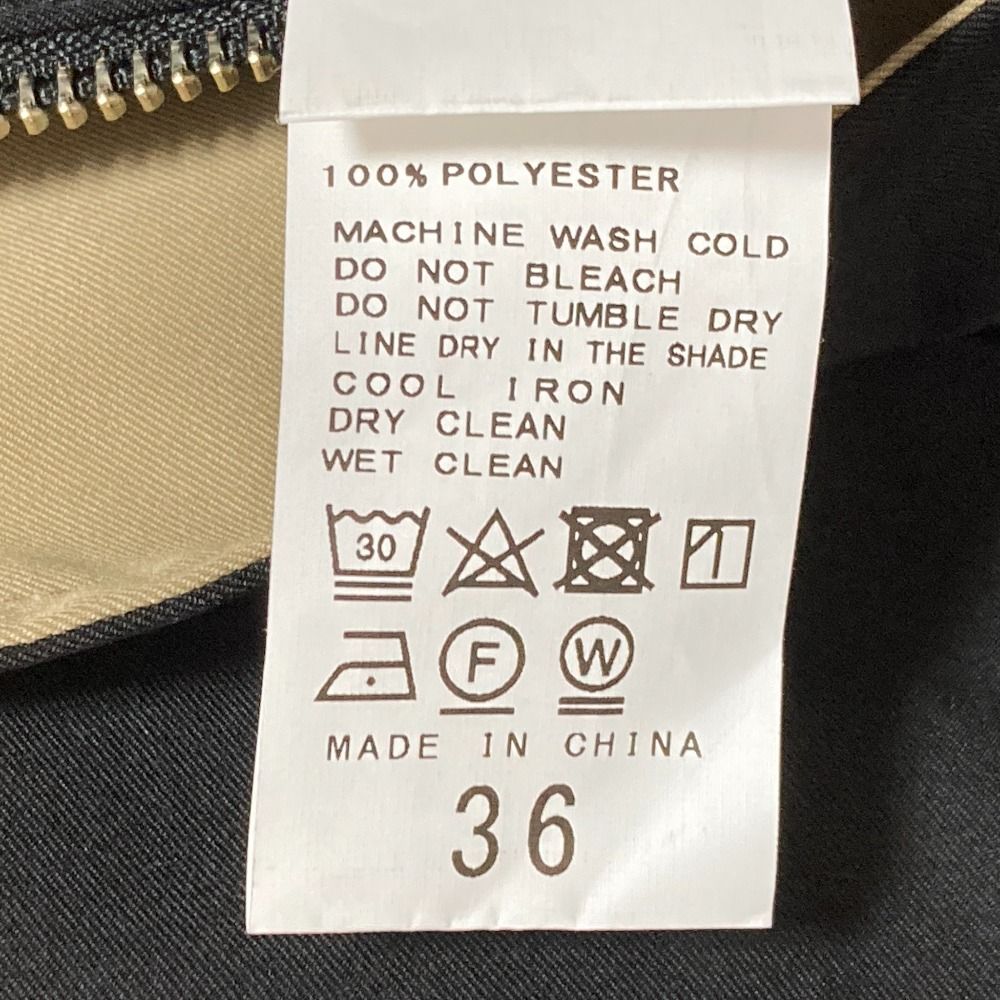 100% POLYESTER
MACHINE WASH COLD
DO NOT BLEACH
DO NOT TUMBLE DRY
LINE DRY IN THE SHADE
COOL IRON
DRY CLEAN
WET CLEAN
30
F W
MADE IN CHINA
36